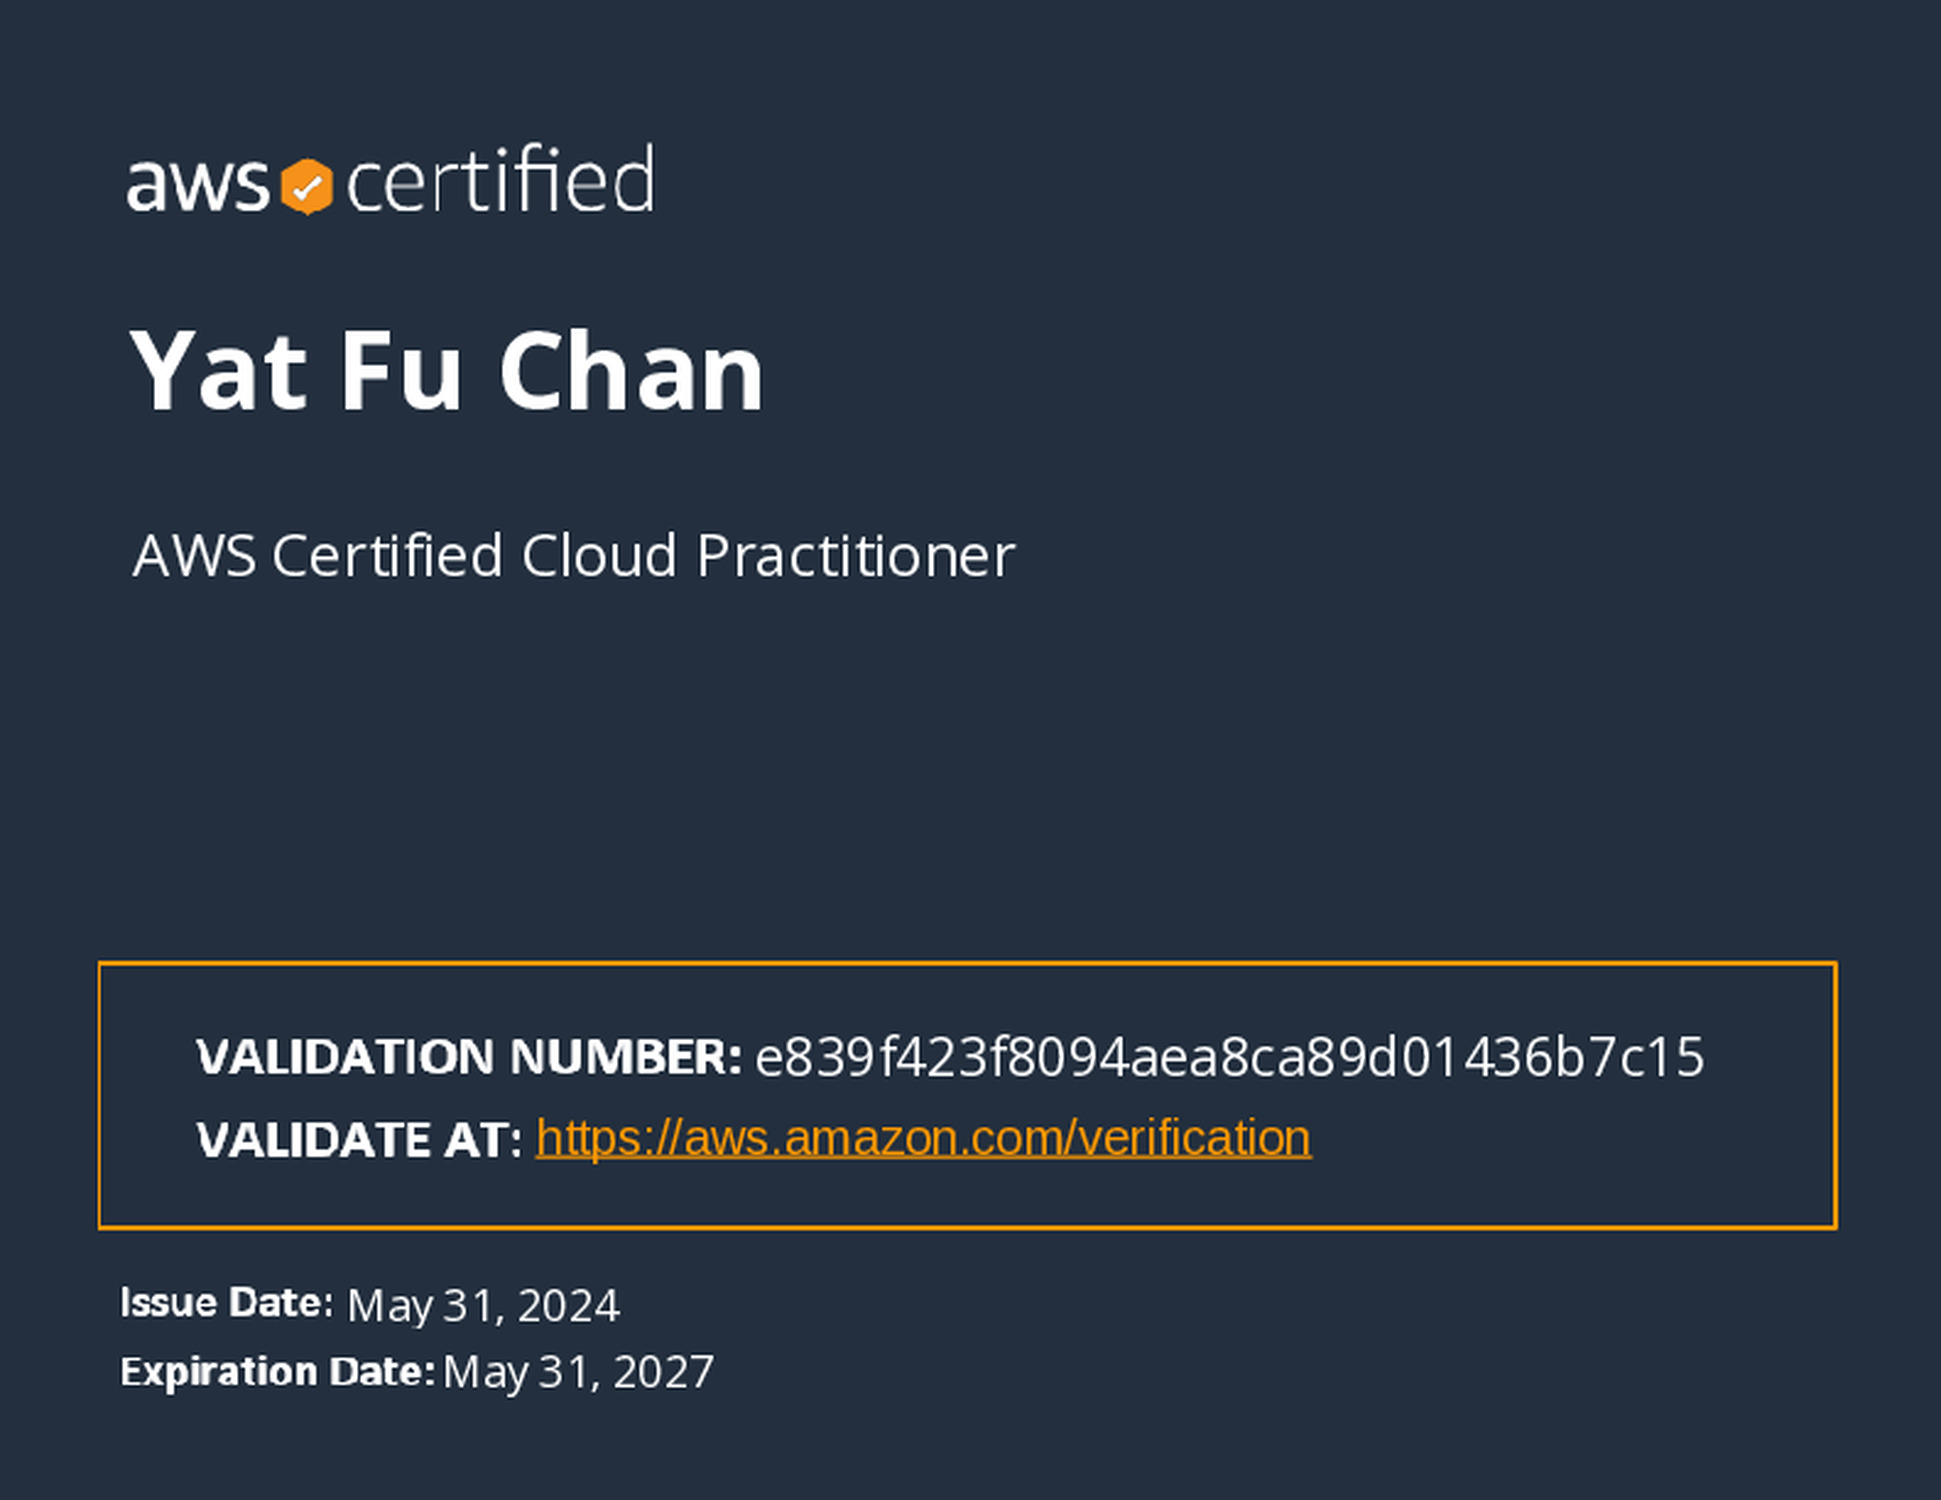 aws certified
Yat Fu Chan
AWS Certified Cloud Practitioner
VALIDATION NUMBER: e839f423f8094aea8ca89d01436b7c15
VALIDATE AT: https://aws.amazon.com/verification
Issue Date: May 31, 2024
Expiration Date: May 31, 2027